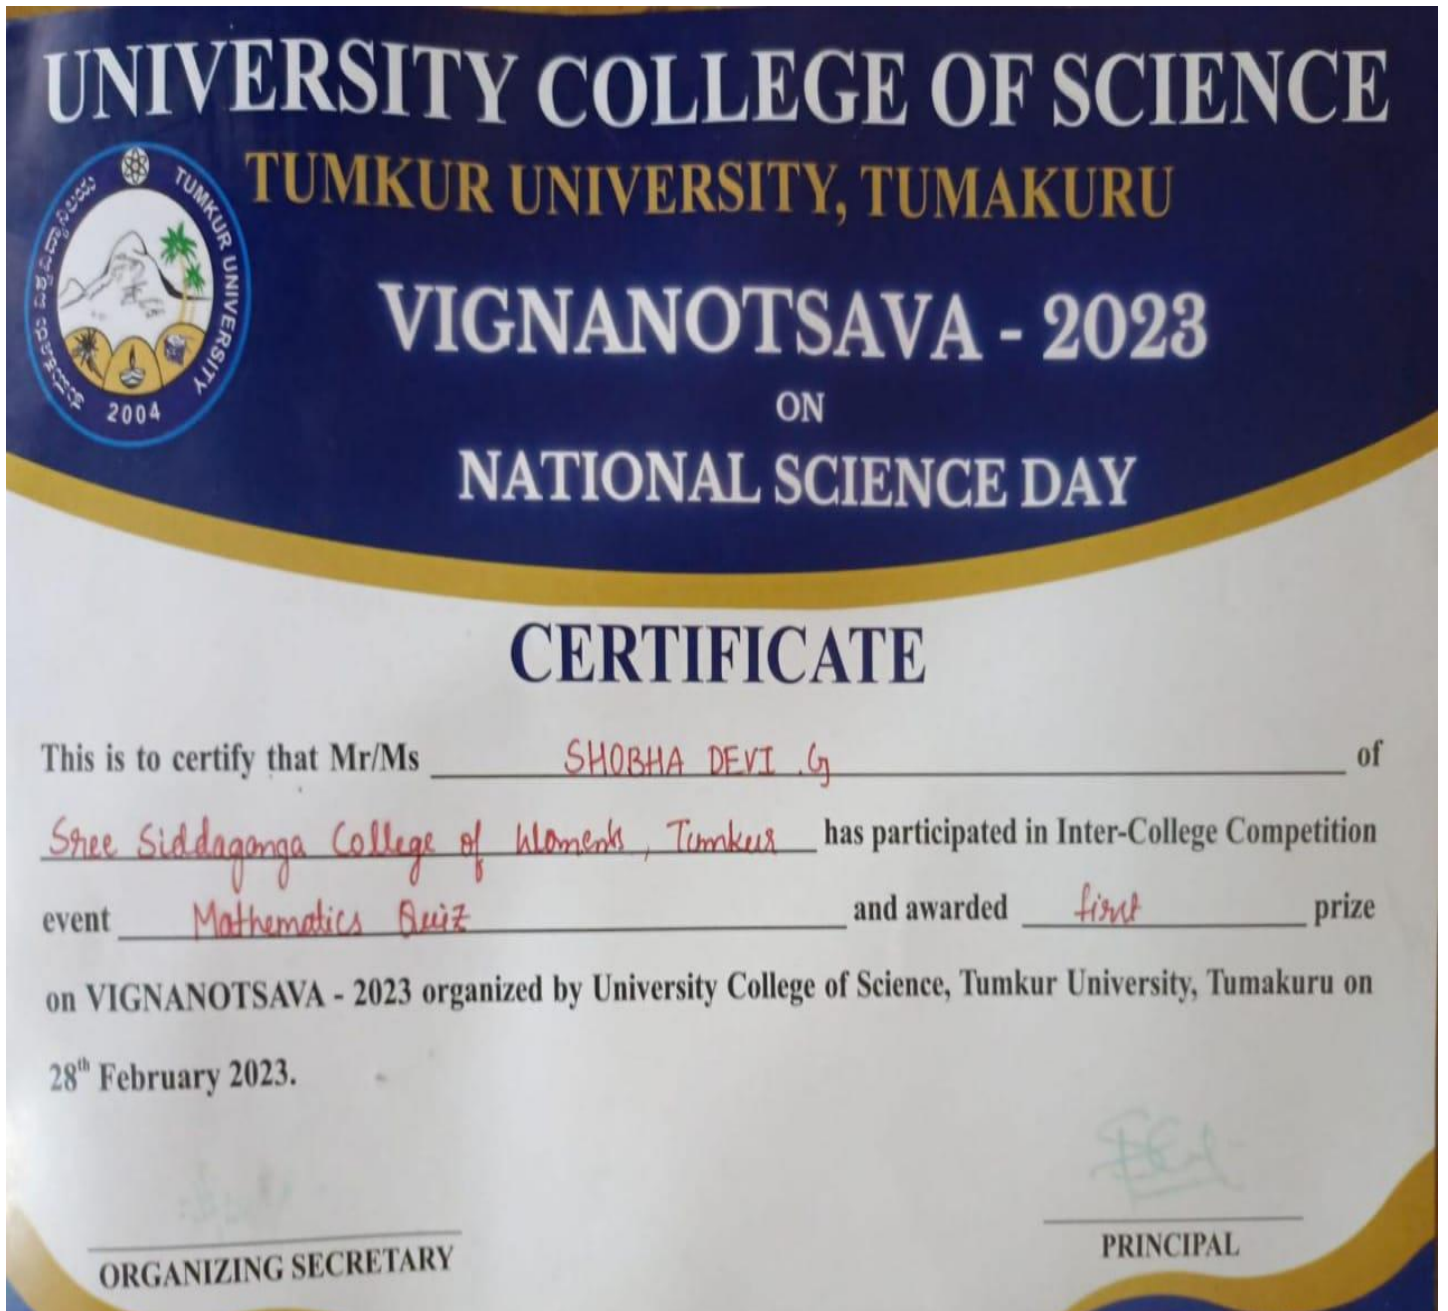 UNIVERSITY COLLEGE OF SCIENCE
TUMKUR UNIVERSITY, TUMAKURU
ತುಮಕೂರು ವಿಶ್ವವಿದ್ಯಾನಿಲಯ
TUMKUR UNIVERSITY
2004
VIGNANOTSAVA - 2023
ON
NATIONAL SCIENCE DAY
CERTIFICATE
This is to certify that Mr/Ms SHOBHA DEVI .G of
Sree Siddaganga College of Womens, Tumkur has participated in Inter-College Competition
event Mathematics Quiz and awarded first prize
on VIGNANOTSAVA - 2023 organized by University College of Science, Tumkur University, Tumakuru on
28th February 2023.
ORGANIZING SECRETARY
PRINCIPAL